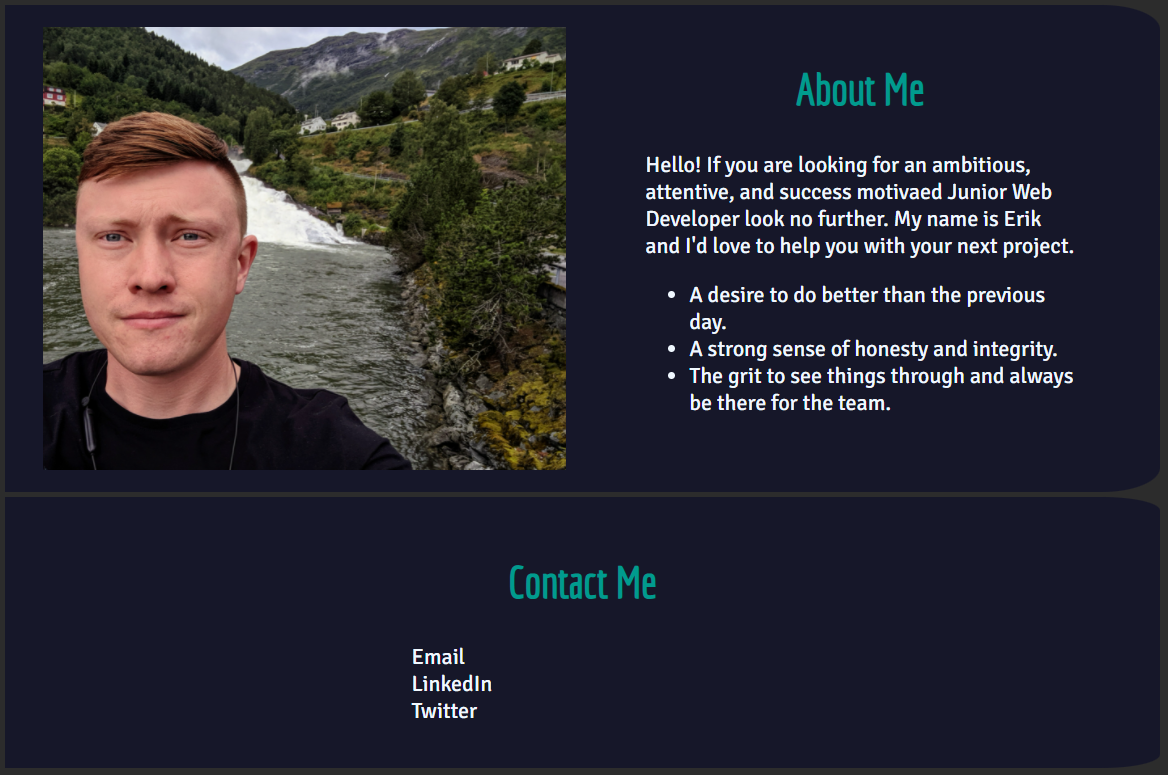 About Me
Hello! If you are looking for an ambitious,
attentive, and success motivaed Junior Web
Developer look no further. My name is Erik
and I'd love to help you with your next project.
• A desire to do better than the previous
day.
• A strong sense of honesty and integrity.
• The grit to see things through and always
be there for the team.
Contact Me
Email
LinkedIn
Twitter